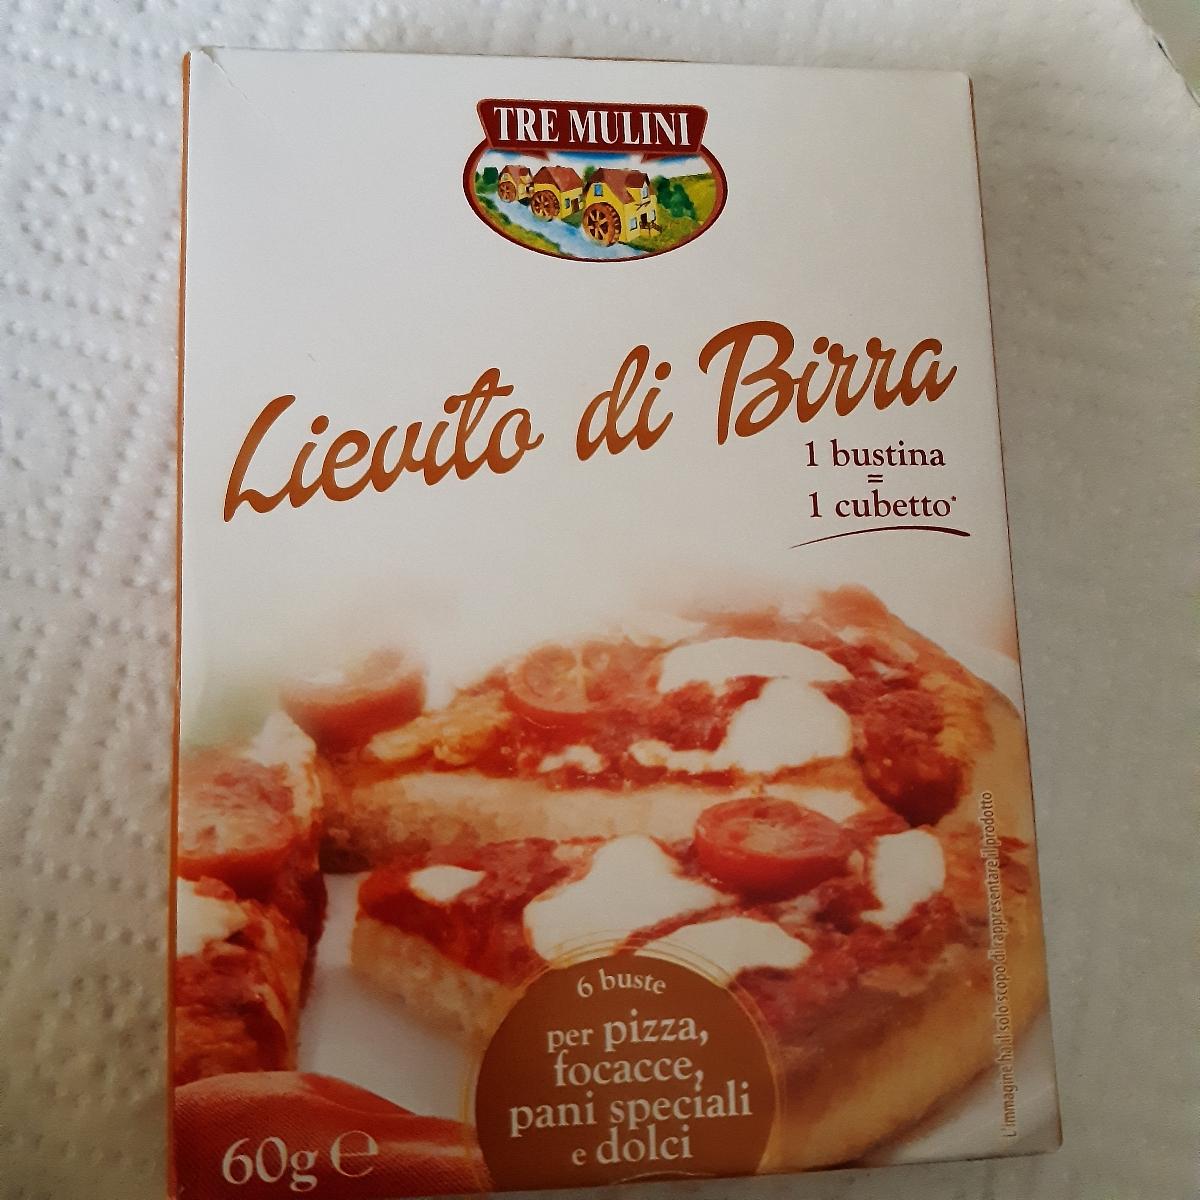 TRE MULINI
Lievito di Birra
1 bustina
=
1 cubetto*
6 buste
per pizza,
focacce,
pani speciali
e dolci
60g ℮
L'immagine ha il solo scopo di rappresentare il prodotto